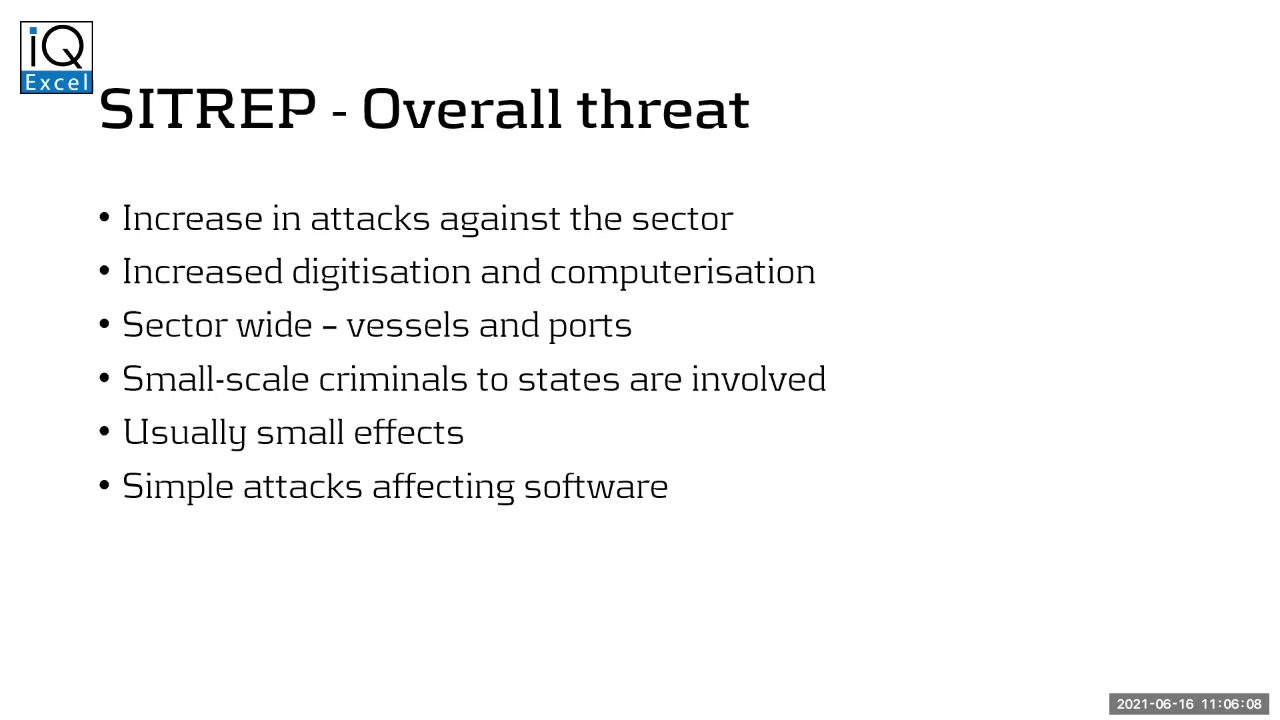 iQ
Excel
SITREP - Overall threat
• Increase in attacks against the sector
• Increased digitisation and computerisation
• Sector wide – vessels and ports
• Small-scale criminals to states are involved
• Usually small effects
• Simple attacks affecting software
2021-06-16 11:06:08